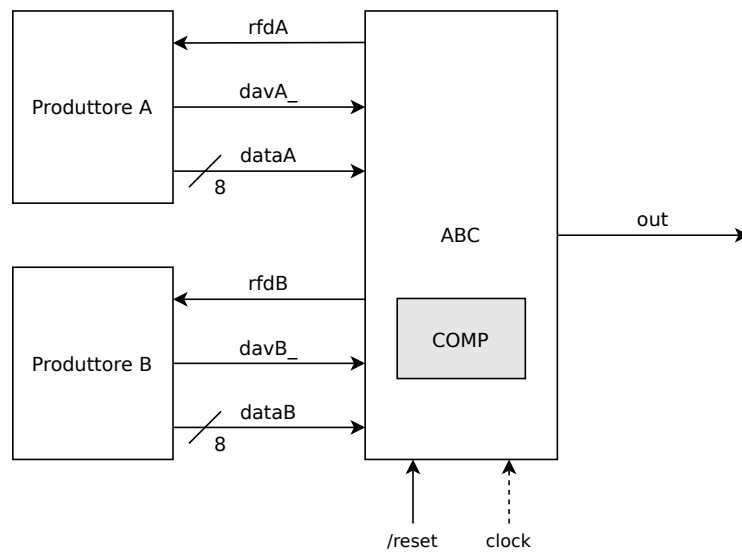 rfdA
Produttore A
davA_
dataA
8
ABC
out
rfdB
COMP
Produttore B
davB_
dataB
8
/reset
clock